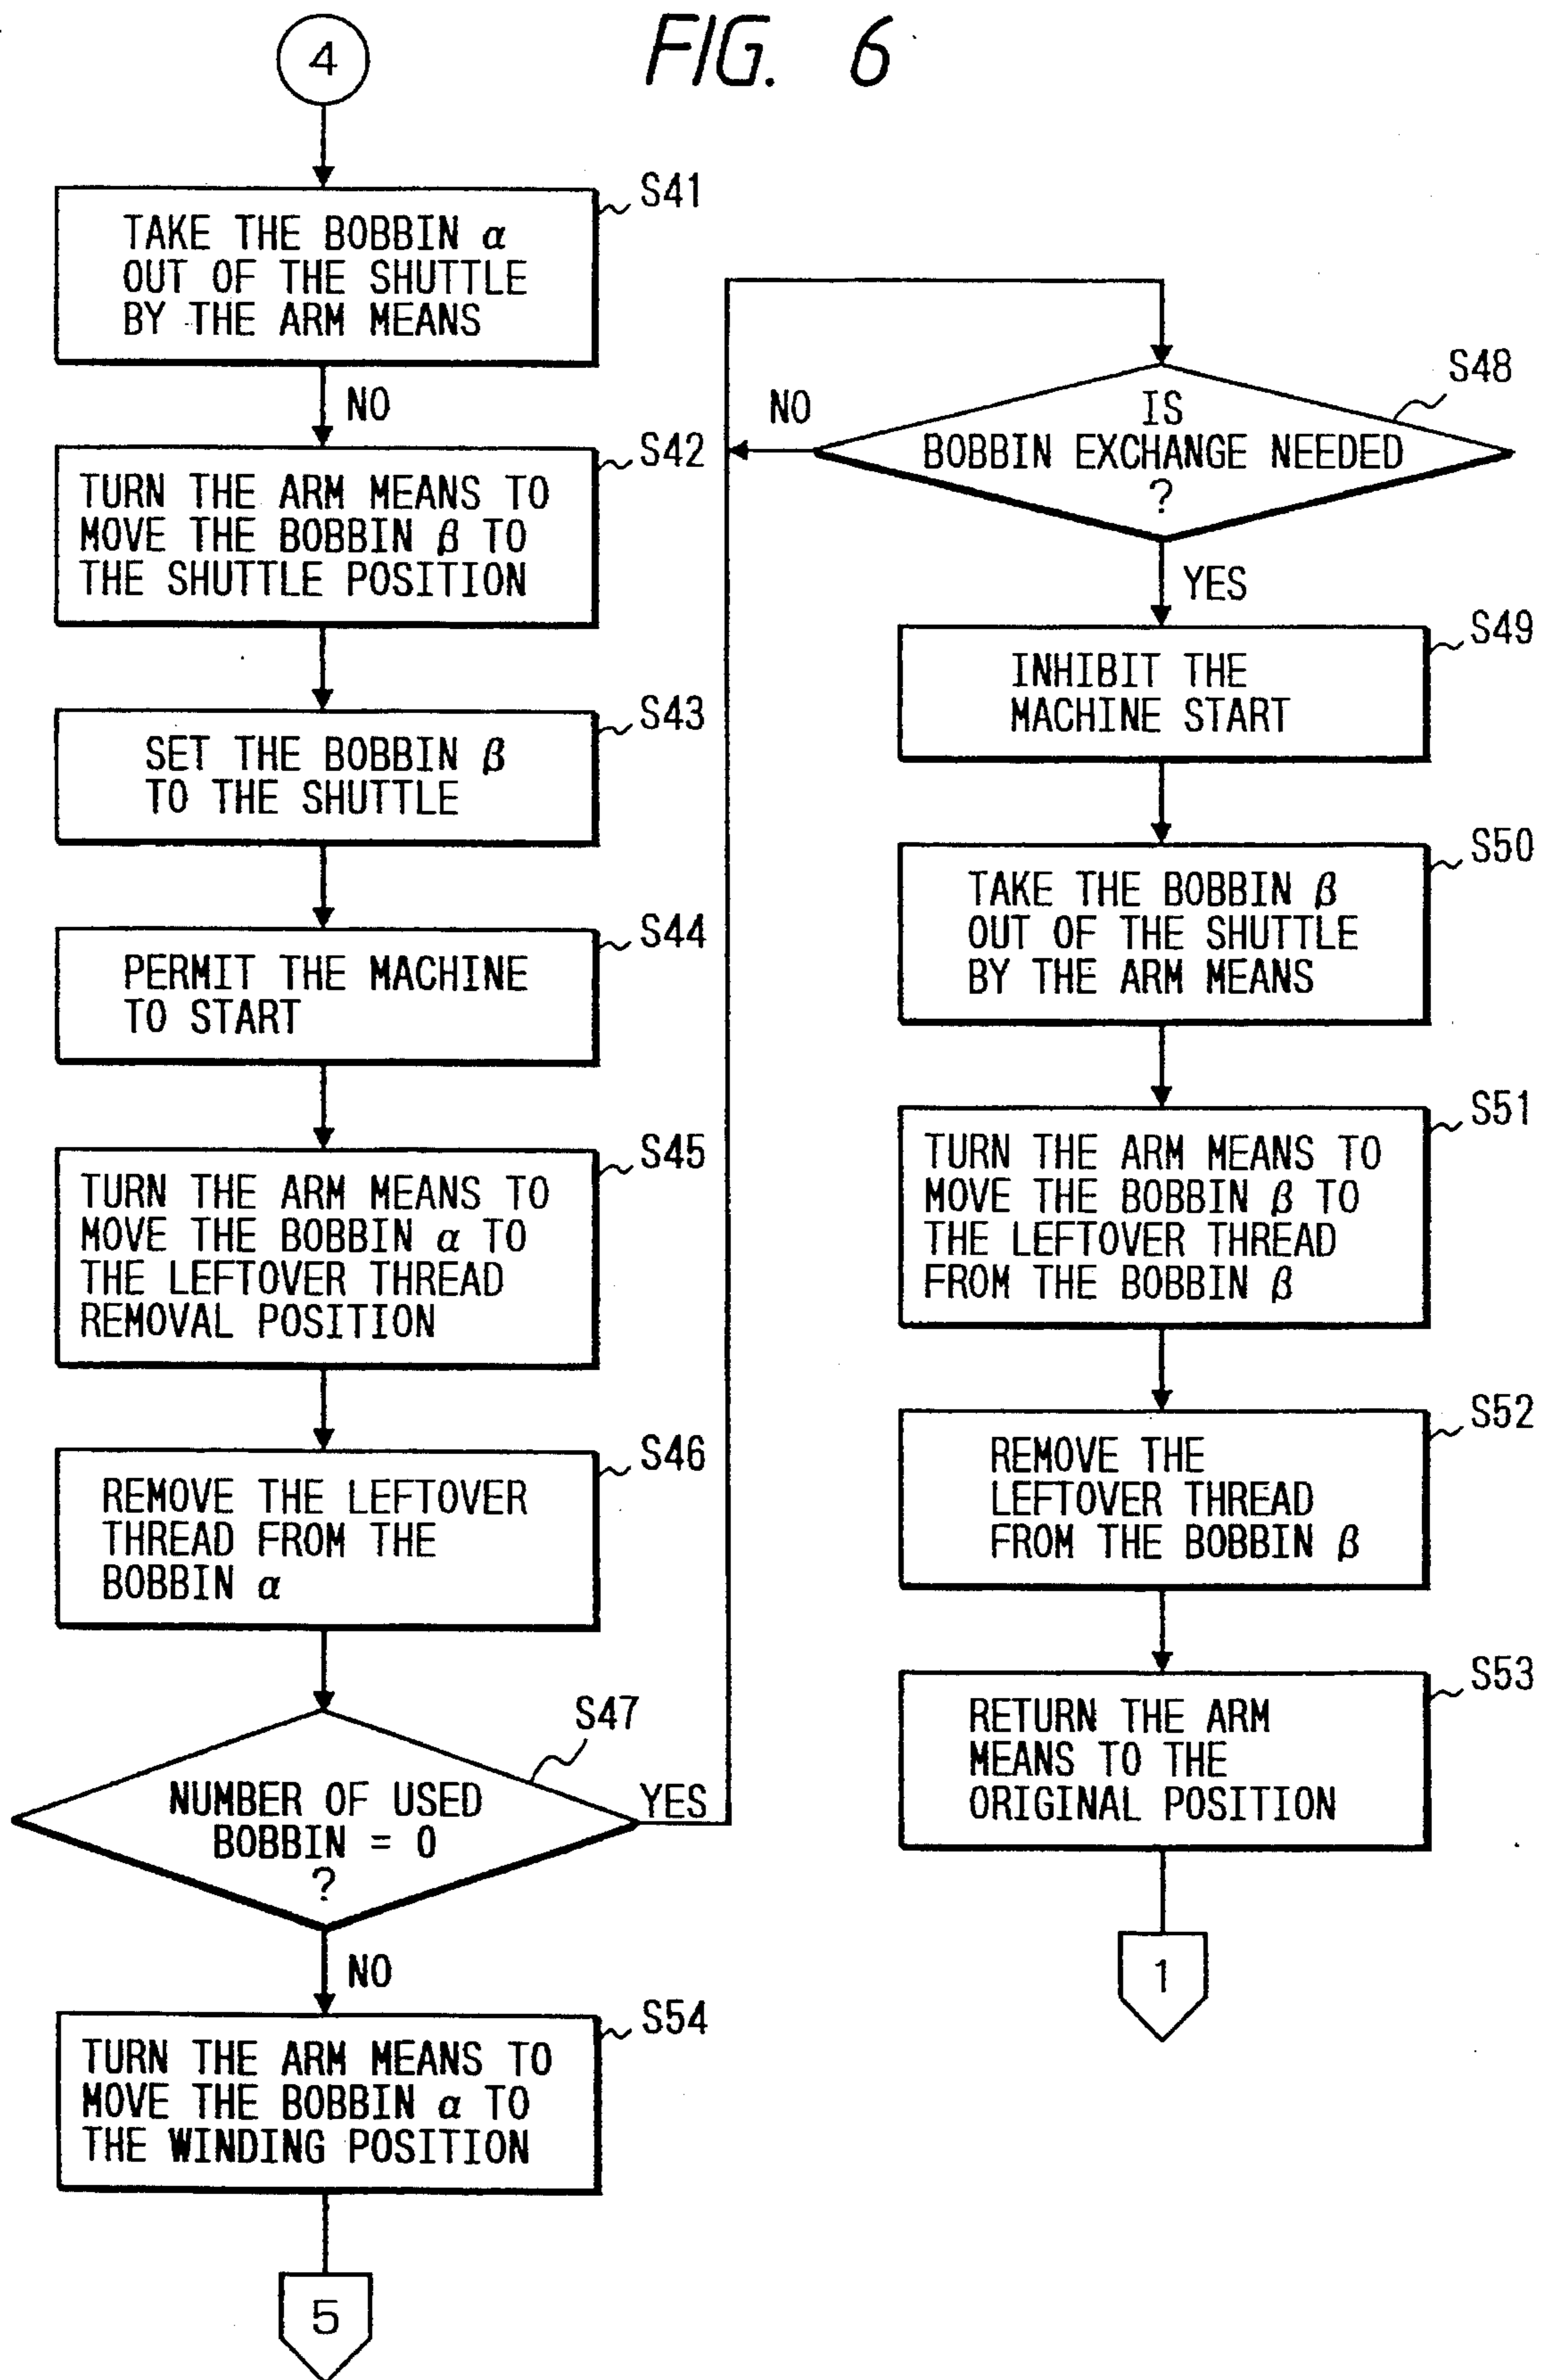 FIG. 6
4
S41
TAKE THE BOBBIN α
OUT OF THE SHUTTLE
BY THE ARM MEANS
NO
S42
TURN THE ARM MEANS TO
MOVE THE BOBBIN β TO
THE SHUTTLE POSITION
S43
SET THE BOBBIN β
TO THE SHUTTLE
S44
PERMIT THE MACHINE
TO START
S45
TURN THE ARM MEANS TO
MOVE THE BOBBIN α TO
THE LEFTOVER THREAD
REMOVAL POSITION
S46
REMOVE THE LEFTOVER
THREAD FROM THE
BOBBIN α
S47
NUMBER OF USED
BOBBIN = 0
?
YES
NO
S54
TURN THE ARM MEANS TO
MOVE THE BOBBIN α TO
THE WINDING POSITION
5
S48
IS
BOBBIN EXCHANGE NEEDED
?
NO
YES
S49
INHIBIT THE
MACHINE START
S50
TAKE THE BOBBIN β
OUT OF THE SHUTTLE
BY THE ARM MEANS
S51
TURN THE ARM MEANS TO
MOVE THE BOBBIN β TO
THE LEFTOVER THREAD
FROM THE BOBBIN β
S52
REMOVE THE
LEFTOVER THREAD
FROM THE BOBBIN β
S53
RETURN THE ARM
MEANS TO THE
ORIGINAL POSITION
1